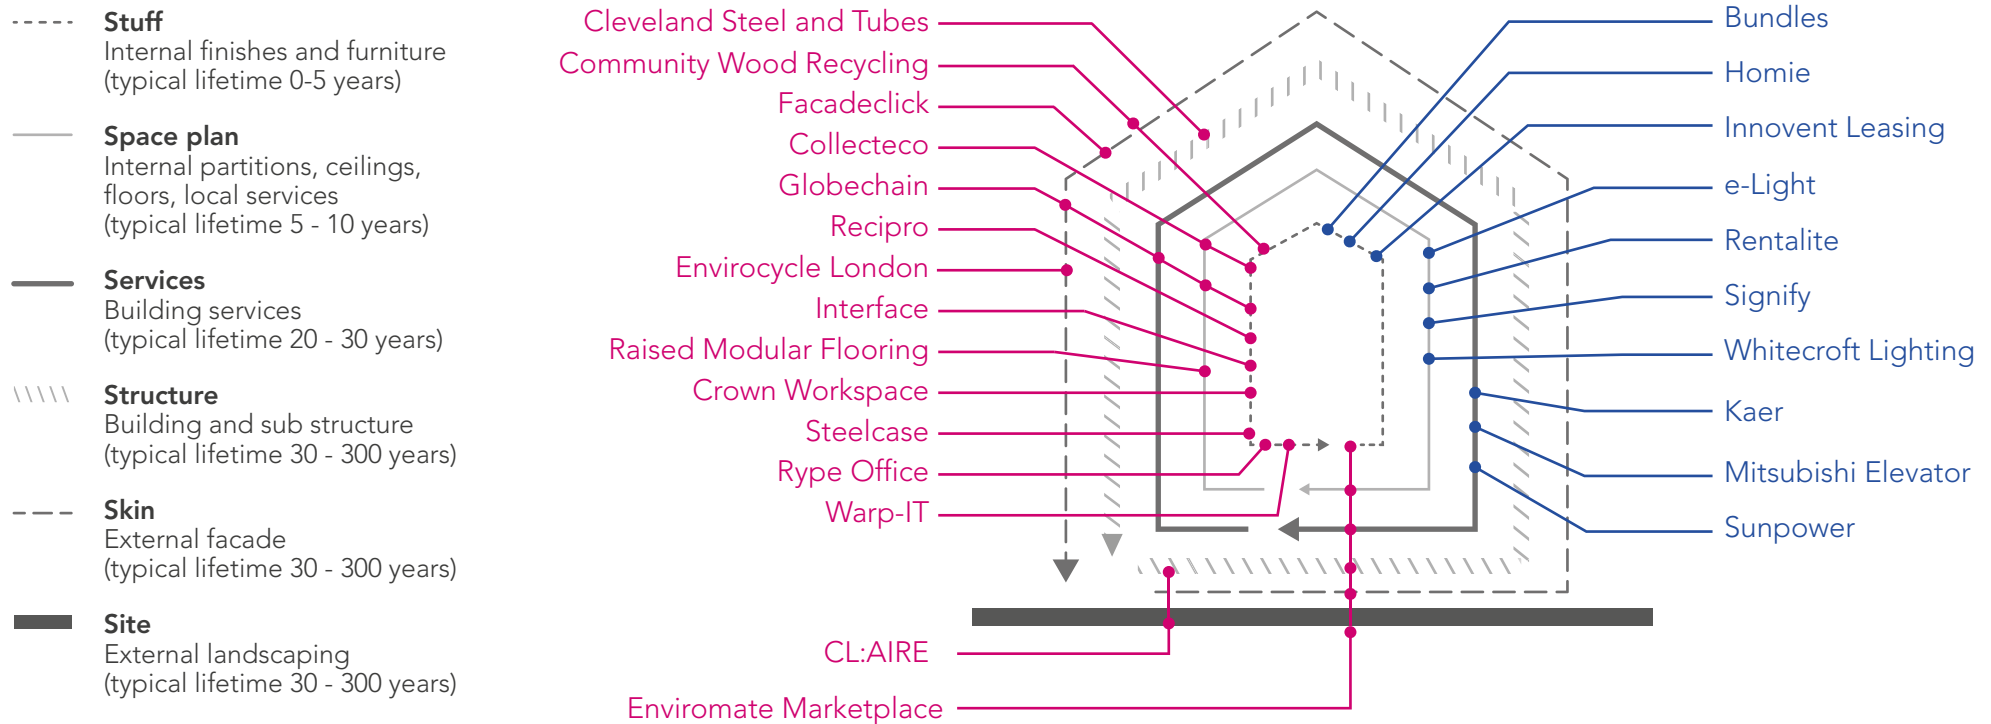 Stuff
Internal finishes and furniture
(typical lifetime 0-5 years)
Space plan
Internal partitions, ceilings,
floors, local services
(typical lifetime 5 - 10 years)
Services
Building services
(typical lifetime 20 - 30 years)
Structure
Building and sub structure
(typical lifetime 30 - 300 years)
Skin
External facade
(typical lifetime 30 - 300 years)
Site
External landscaping
(typical lifetime 30 - 300 years)
Cleveland Steel and Tubes
Community Wood Recycling
Facadeclick
Collecteco
Globechain
Recipro
Envirocycle London
Interface
Raised Modular Flooring
Crown Workspace
Steelcase
Rype Office
Warp-IT
CL:AIRE
Enviromate Marketplace
Bundles
Homie
Innovent Leasing
e-Light
Rentalite
Signify
Whitecroft Lighting
Kaer
Mitsubishi Elevator
Sunpower